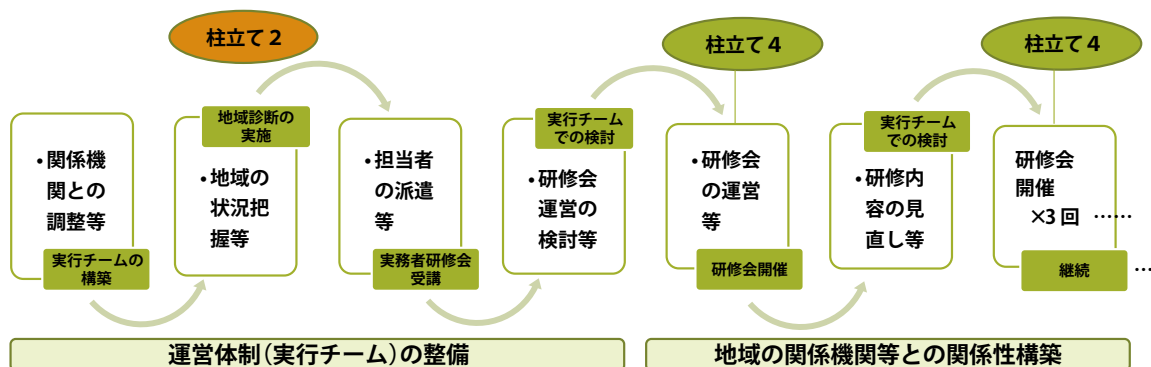 柱立て２
柱立て４
柱立て４
・関係機
関との
調整等
実行チームの
構築
地域診断の
実施
・地域の
状況把
握等
・担当者
の派遣
等
実務者研修会
受講
実行チーム
での検討
・研修会
運営の
検討等
・研修会
の運営
等
研修会開催
実行チーム
での検討
・研修内
容の見
直し等
研修会
開催
×3 回 ……
継続
…
運営体制（実行チーム）の整備
地域の関係機関等との関係性構築